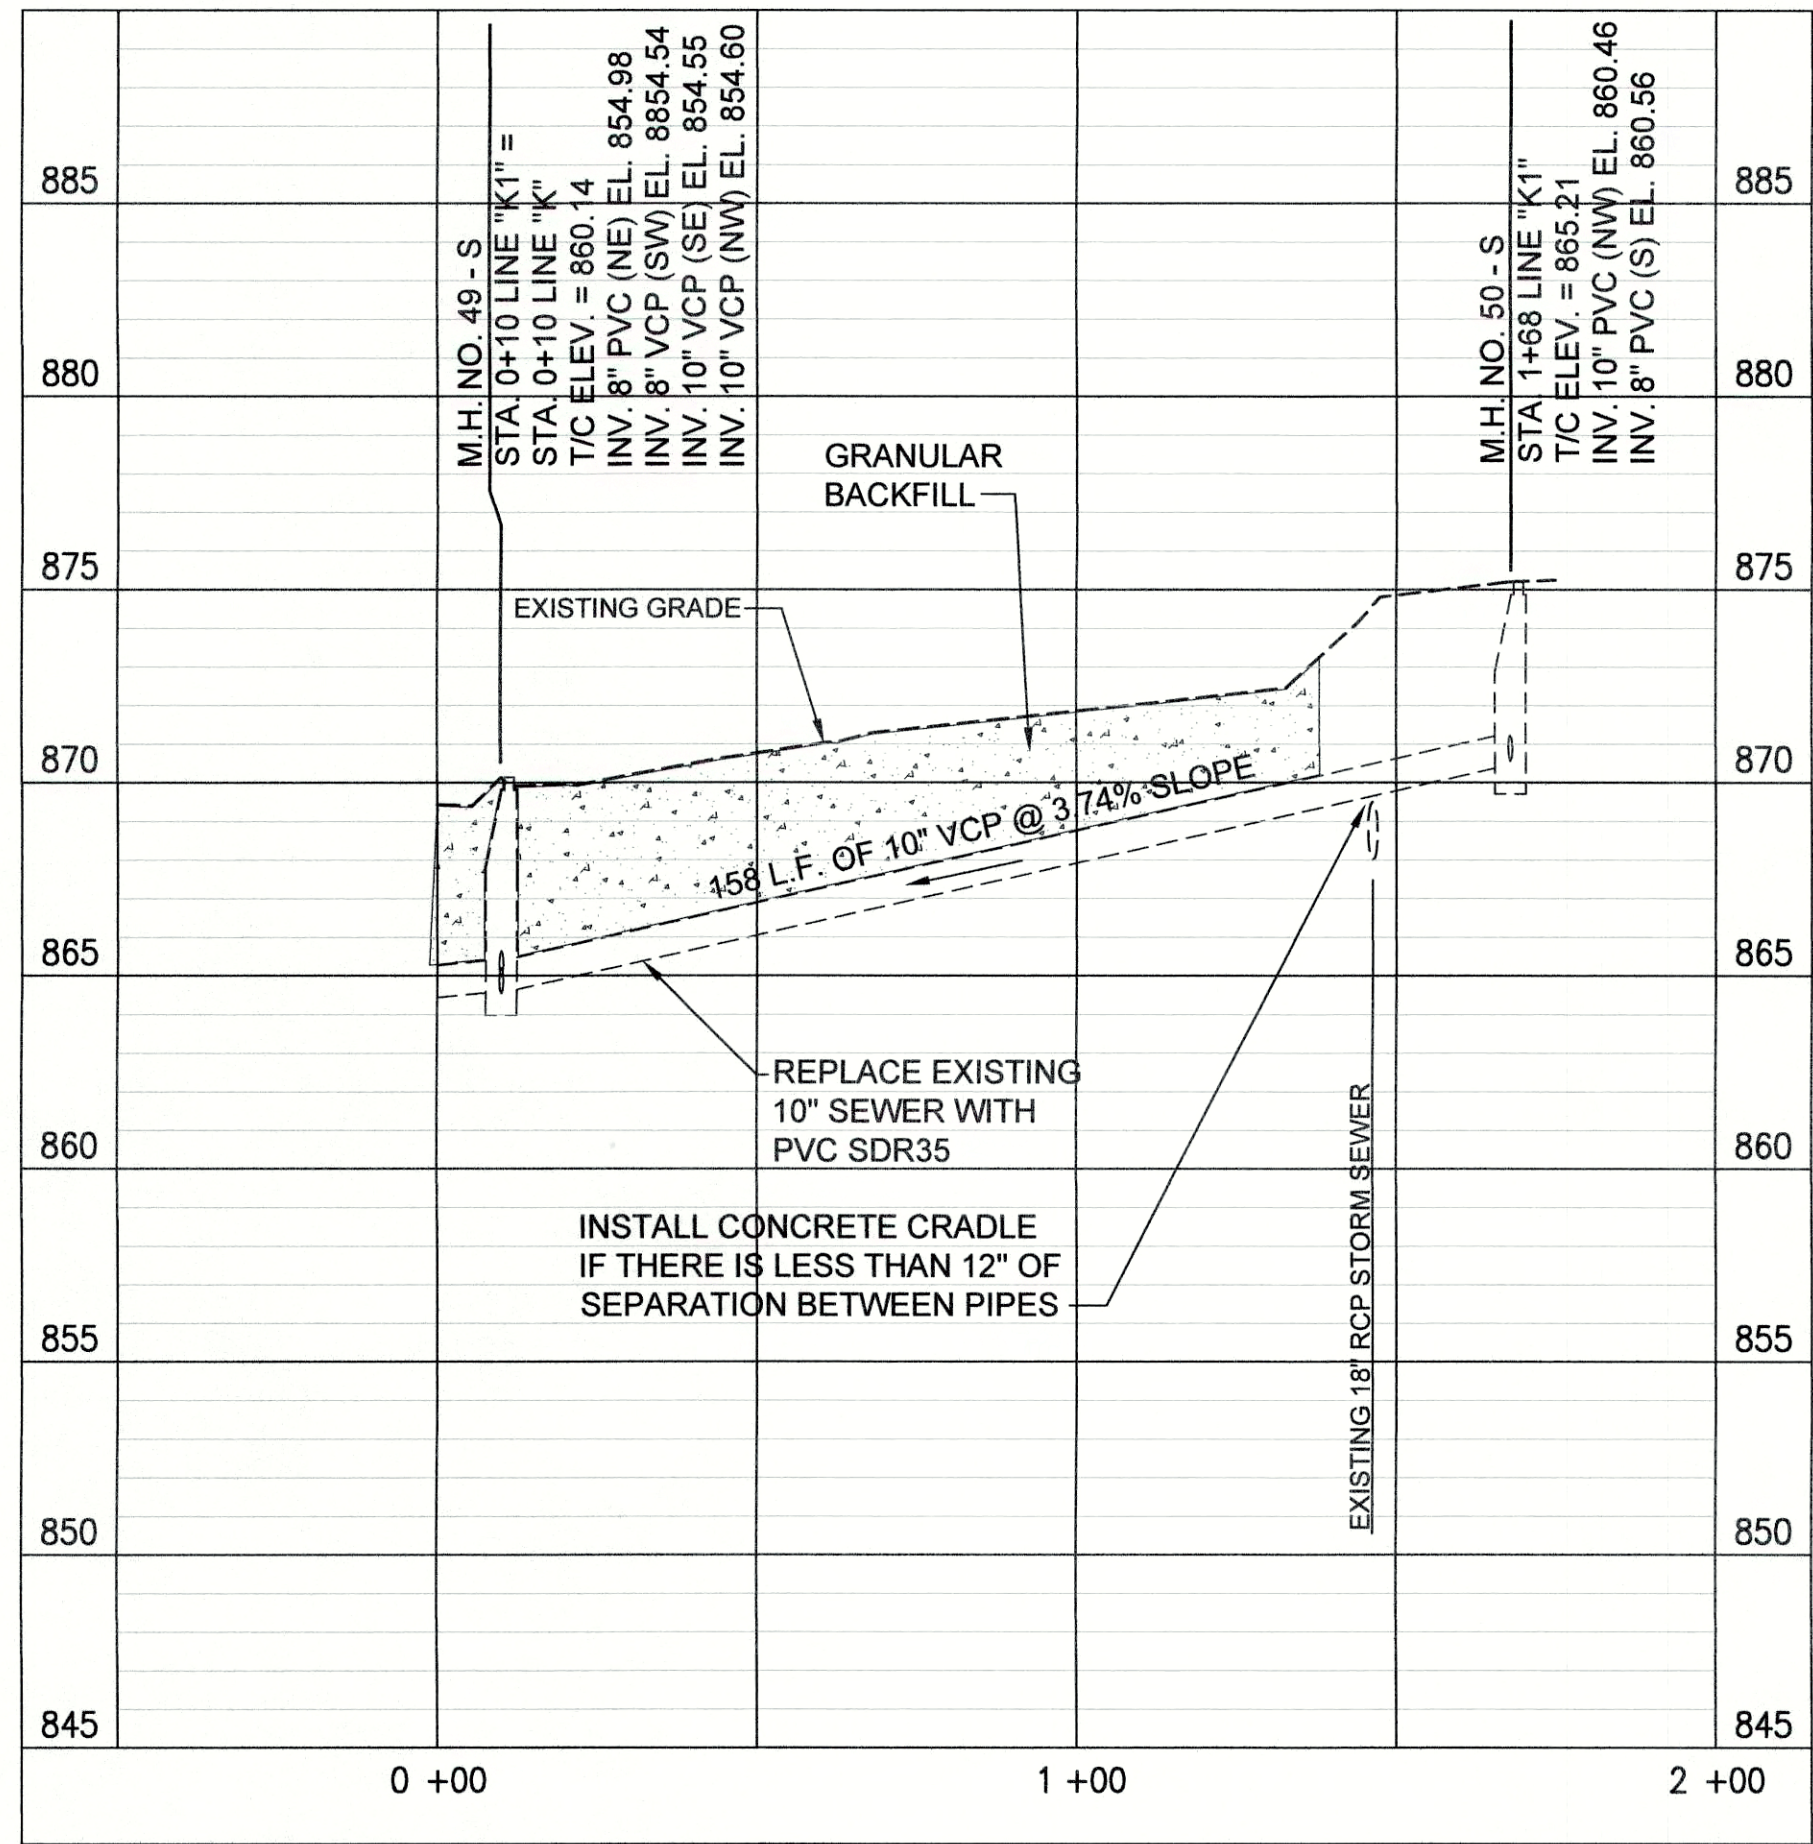 M.H. NO. 49 - S
STA. 0+10 LINE "K1" =
STA. 0+10 LINE "K"
T/C ELEV. = 860.14
INV. 8" PVC (NE) EL. 854.98
INV. 8" VCP (SW) EL. 8854.54
INV. 10" VCP (SE) EL. 854.55
INV. 10" VCP (NW) EL. 854.60
M.H. NO. 50 - S
STA. 1+68 LINE "K1"
T/C ELEV. = 865.21
INV. 10" PVC (NW) EL. 860.46
INV. 8" PVC (S) EL. 860.56
885
885
880
880
GRANULAR
BACKFILL
875
875
EXISTING GRADE
870
870
158 L.F. OF 10" VCP @ 3.74% SLOPE
865
865
REPLACE EXISTING
10" SEWER WITH
PVC SDR35
860
860
INSTALL CONCRETE CRADLE
IF THERE IS LESS THAN 12" OF
SEPARATION BETWEEN PIPES
EXISTING 18" RCP STORM SEWER
855
855
850
850
845
845
0 +00
1 +00
2 +00